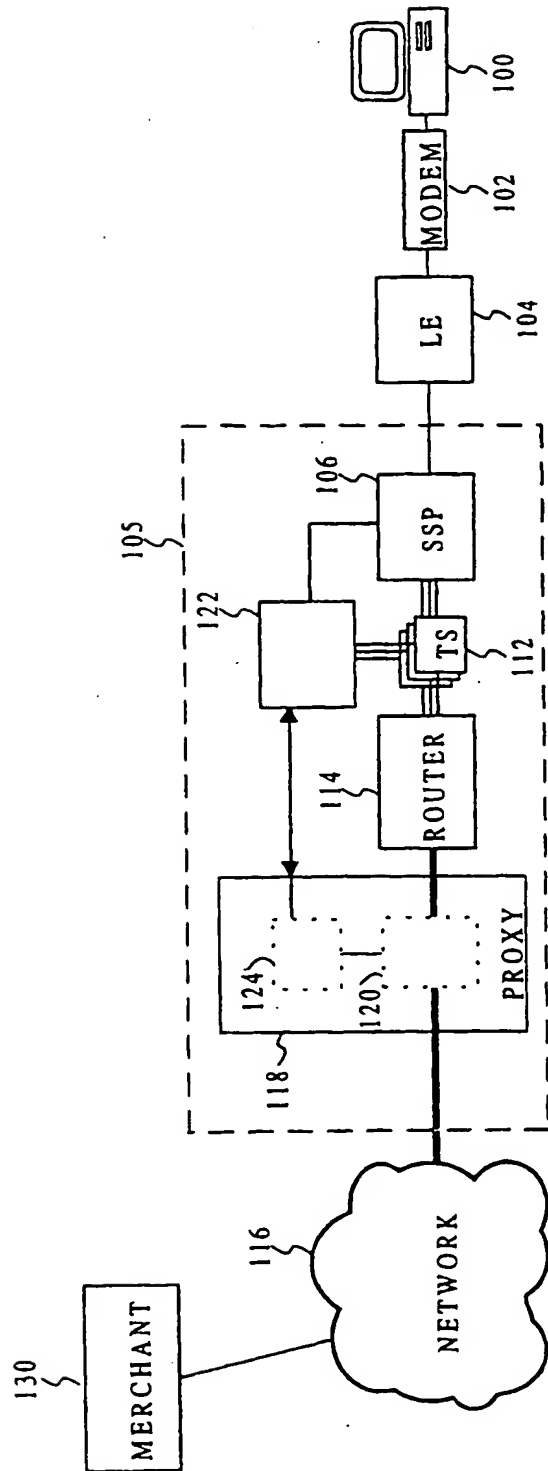 130
MERCHANT
116
NETWORK
105
118
124
120
PROXY
122
114
ROUTER
106
SSP
TS
112
LE
104
MODEM
102
100